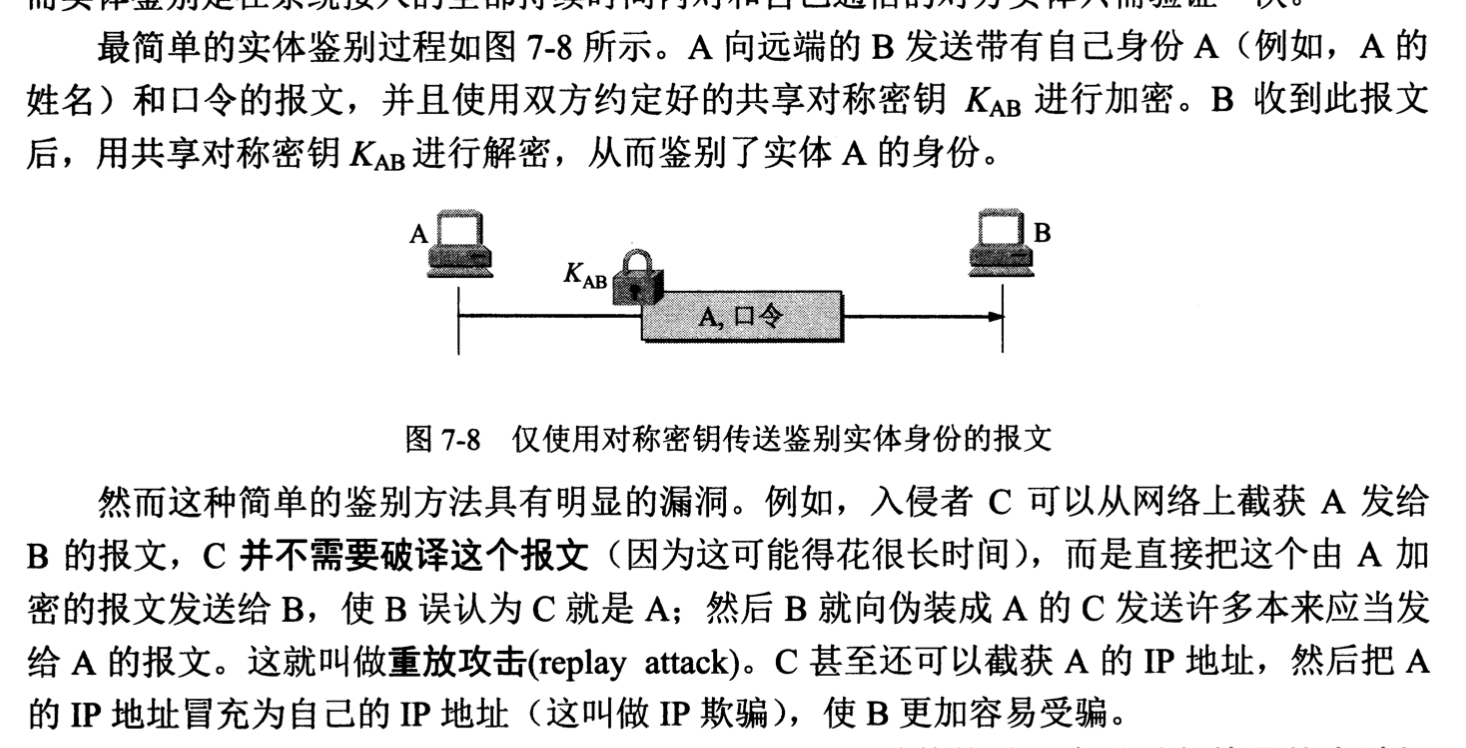 最简单的实体鉴别过程如图 7-8 所示。A 向远端的 B 发送带有自己身份 A（例如，A 的
姓名）和口令的报文，并且使用双方约定好的共享对称密钥 KAB 进行加密。B 收到此报文
后，用共享对称密钥 KAB 进行解密，从而鉴别了实体 A 的身份。
A
B
KAB
A, 口令
图 7-8 仅使用对称密钥传送鉴别实体身份的报文
然而这种简单的鉴别方法具有明显的漏洞。例如，入侵者 C 可以从网络上截获 A 发给
B 的报文，C 并不需要破译这个报文（因为这可能得花很长时间），而是直接把这个由 A 加
密的报文发送给 B，使 B 误认为 C 就是 A；然后 B 就向伪装成 A 的 C 发送许多本来应当发
给 A 的报文。这就叫做重放攻击(replay attack)。C 甚至还可以截获 A 的 IP 地址，然后把 A
的 IP 地址冒充为自己的 IP 地址（这叫做 IP 欺骗），使 B 更加容易受骗。